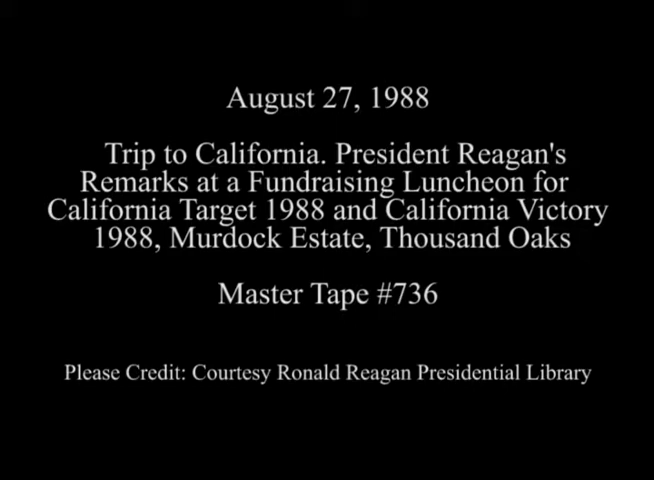 August 27, 1988
Trip to California. President Reagan's
Remarks at a Fundraising Luncheon for
California Target 1988 and California Victory
1988, Murdock Estate, Thousand Oaks
Master Tape #736
Please Credit: Courtesy Ronald Reagan Presidential Library